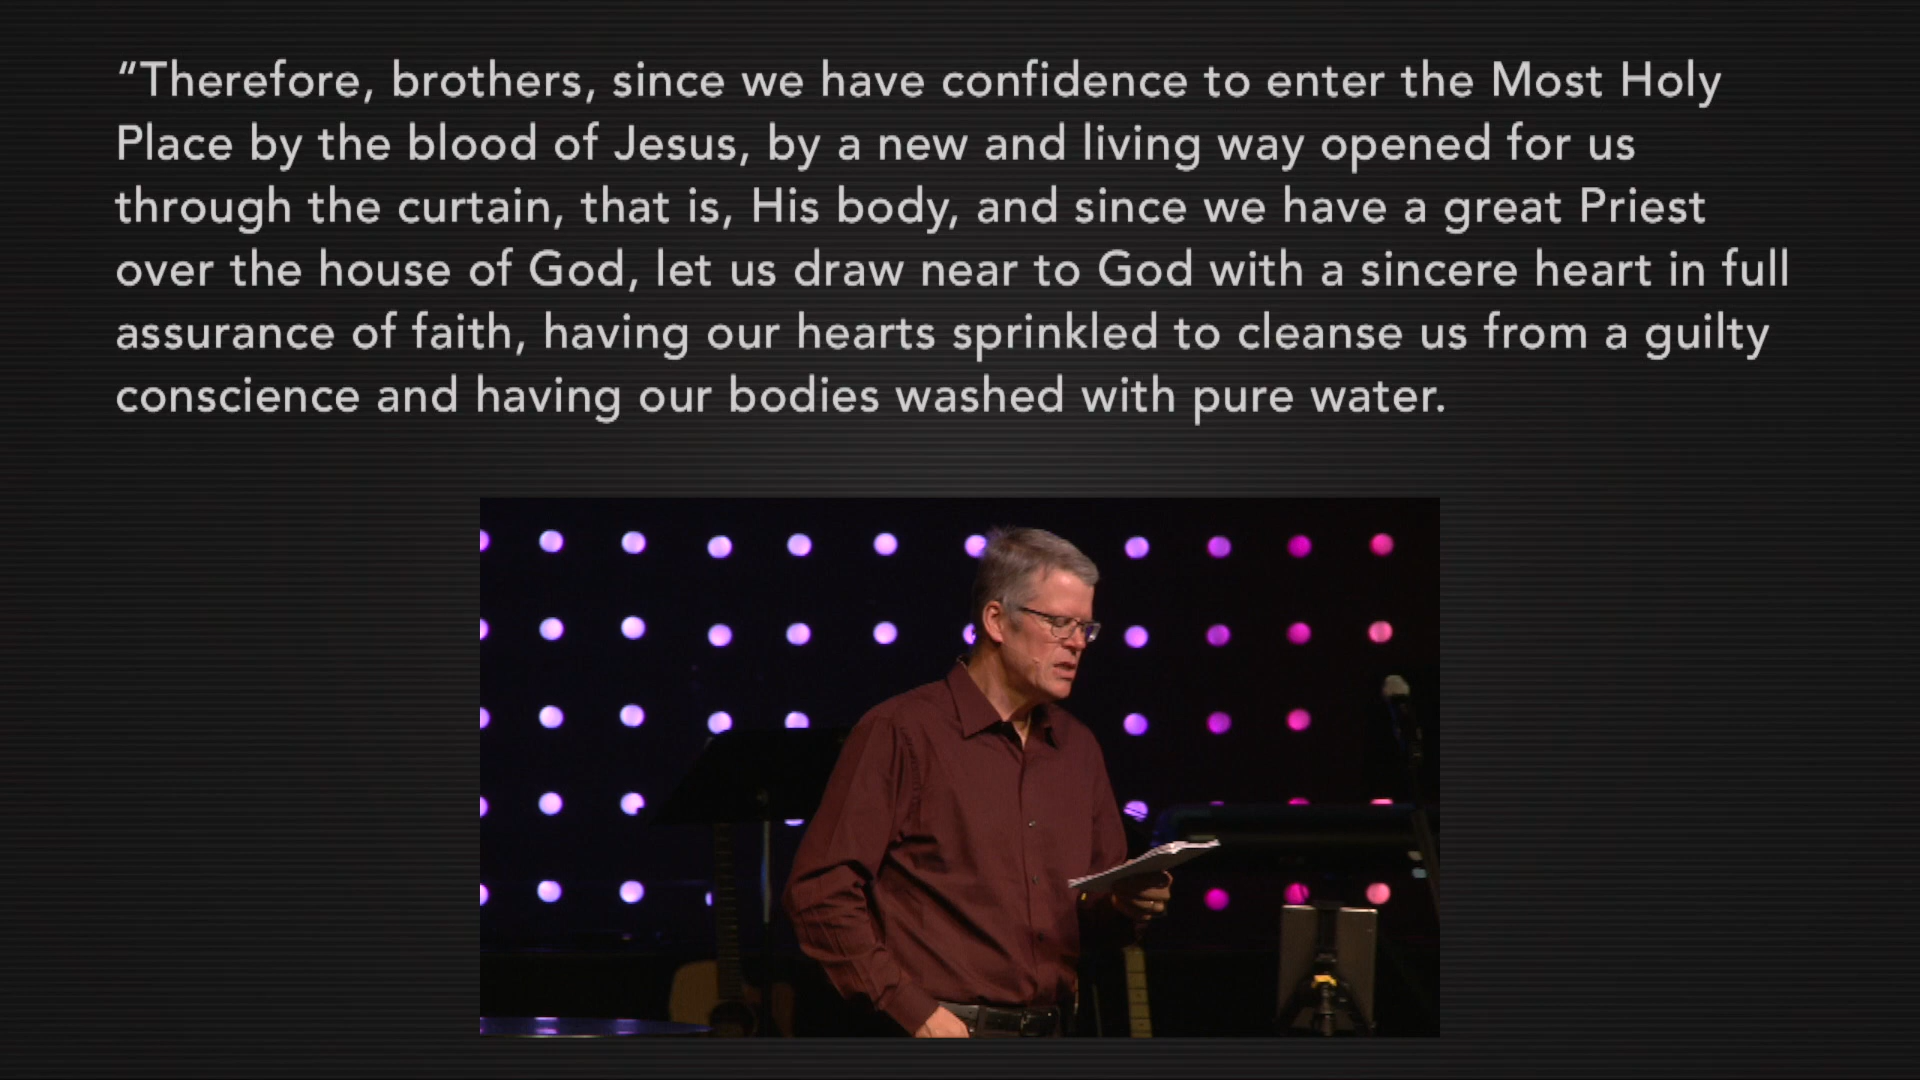 “Therefore, brothers, since we have confidence to enter the Most Holy
Place by the blood of Jesus, by a new and living way opened for us
through the curtain, that is, His body, and since we have a great Priest
over the house of God, let us draw near to God with a sincere heart in full
assurance of faith, having our hearts sprinkled to cleanse us from a guilty
conscience and having our bodies washed with pure water.